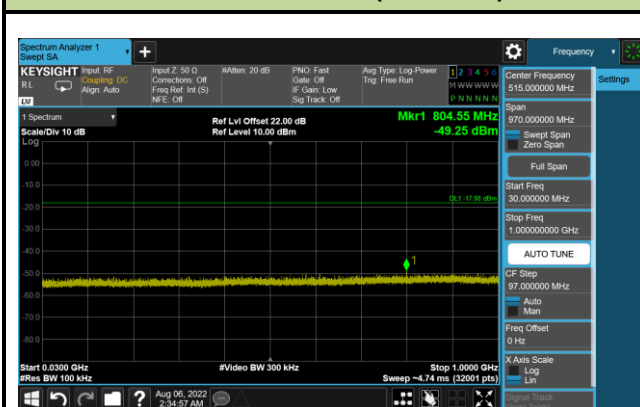 Spectrum Analyzer 1
Swept SA
+
Frequency
KEYSIGHT
R L
LXI
Input: RF
Coupling: DC
Align: Auto
Input Z: 50 Ω
Corrections: Off
Freq Ref: Int (S)
NFE: Off
#Atten: 20 dB
PNO: Fast
Gate: Off
IF Gain: Low
Sig Track: Off
Avg Type: Log-Power
Trig: Free Run
1 2 3 4 5 6
M W W W W W
P N N N N N
1 Spectrum
Scale/Div 10 dB
Log
Ref Lvl Offset 22.00 dB
Ref Level 10.00 dBm
Mkr1 804.55 MHz
-49.25 dBm
0.00
-10.0
-20.0
-30.0
-40.0
-50.0
-60.0
-70.0
-80.0
DL1 -17.88 dBm
1
Start 0.0300 GHz
#Res BW 100 kHz
#Video BW 300 kHz
Stop 1.0000 GHz
Sweep ~4.74 ms (32001 pts)
Center Frequency
515.000000 MHz
Settings
Span
970.000000 MHz
Swept Span
Zero Span
Full Span
Start Freq
30.000000 MHz
Stop Freq
1.000000000 GHz
AUTO TUNE
CF Step
97.000000 MHz
Auto
Man
Freq Offset
0 Hz
X Axis Scale
Log
Lin
Signal Track
?
Aug 06, 2022
2:34:57 AM